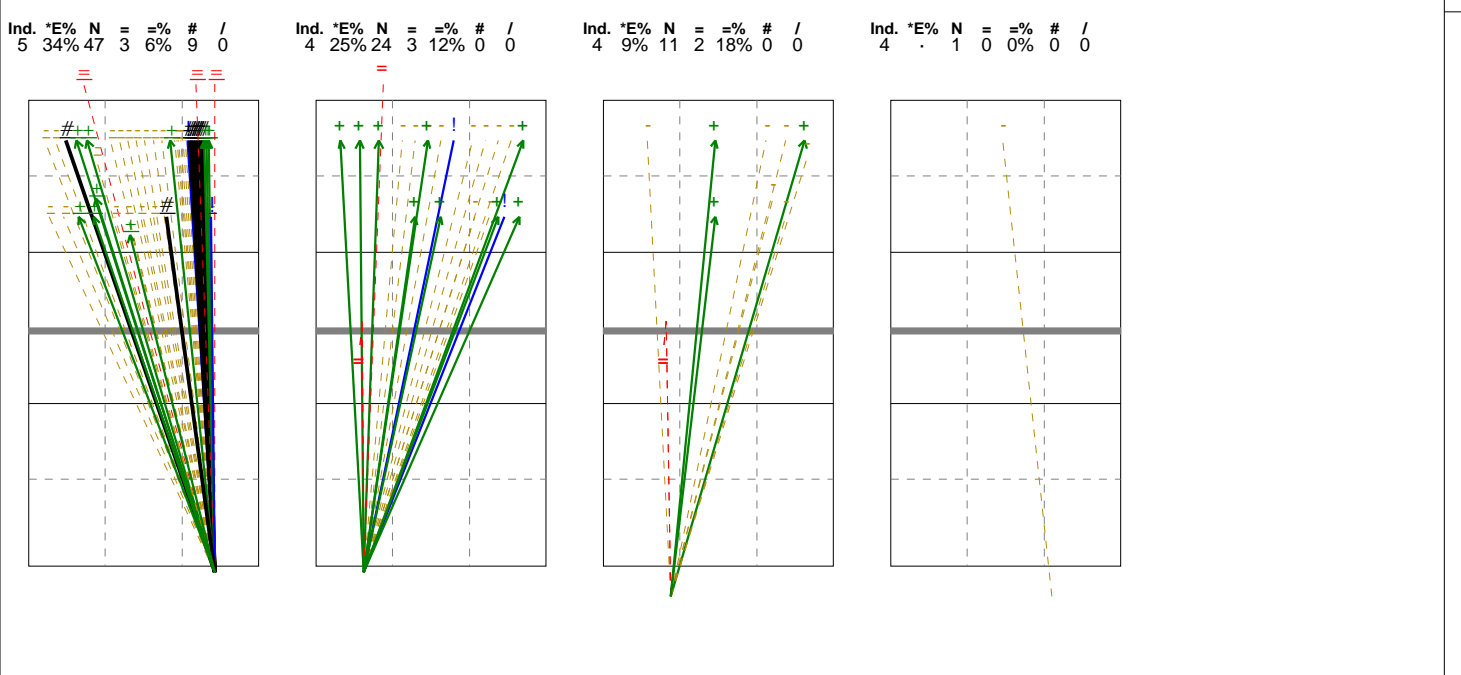 Ind. *E% N = =% # /
5 34% 47 3 6% 9 0
Ind. *E% N = =% # /
4 25% 24 3 12% 0 0
Ind. *E% N = =% # /
4 9% 11 2 18% 0 0
Ind. *E% N = =% # /
4 · 1 0 0% 0 0